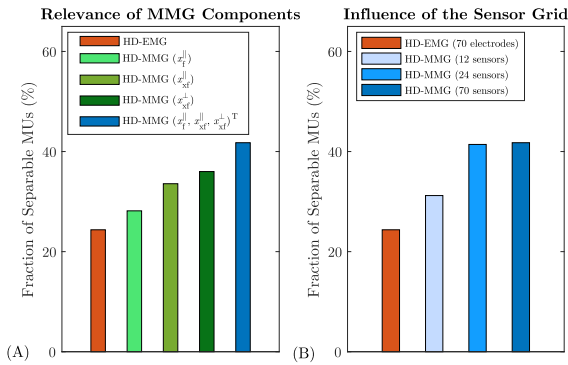 Relevance of MMG Components
Fraction of Separable MUs (%)
60
40
20
0
HD-EMG
HD-MMG (x_f^∥)
HD-MMG (x_xf^∥)
HD-MMG (x_xf^⊥)
HD-MMG (x_f^∥, x_xf^∥, x_xf^⊥)^T
(A)
Influence of the Sensor Grid
Fraction of Separable MUs (%)
60
40
20
0
HD-EMG (70 electrodes)
HD-MMG (12 sensors)
HD-MMG (24 sensors)
HD-MMG (70 sensors)
(B)